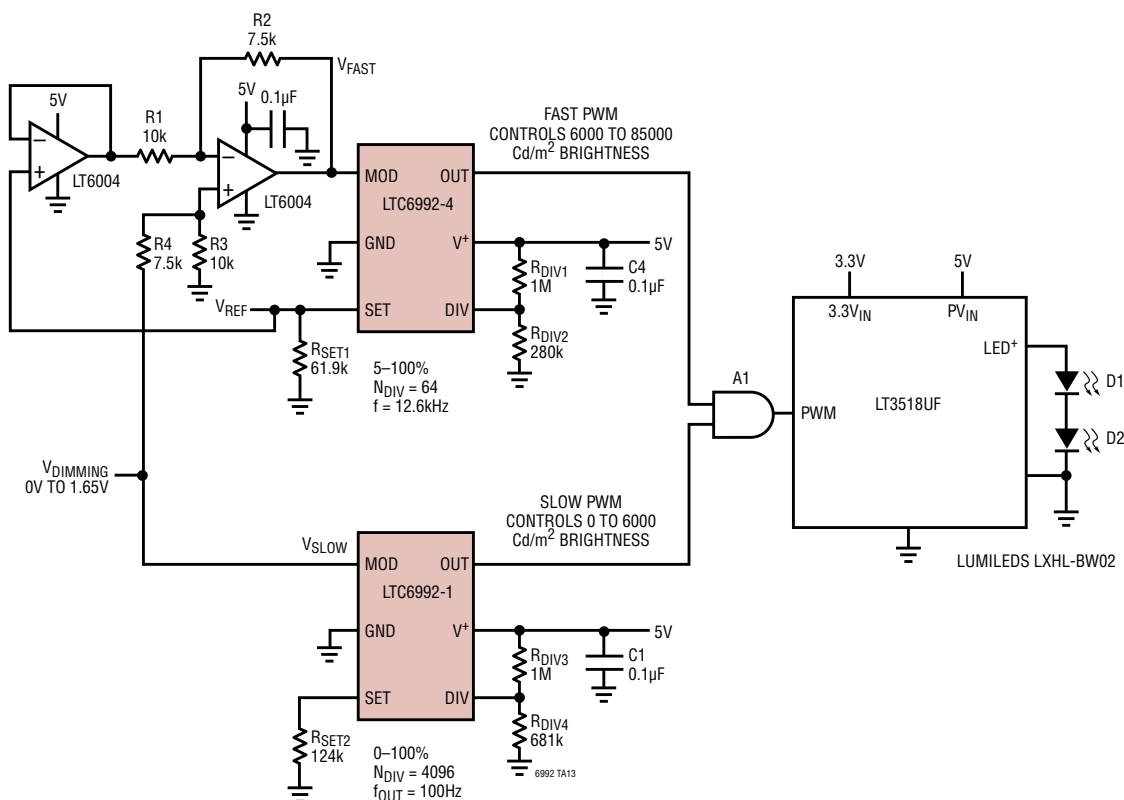 R2
7.5k
VFAST
5V
0.1µF
5V
R1
10k
–
+
LT6004
–
+
LT6004
R4
7.5k
R3
10k
FAST PWM
CONTROLS 6000 TO 85000
Cd/m2 BRIGHTNESS
MOD
OUT
LTC6992-4
GND
V+
SET
DIV
VREF
RSET1
61.9k
5–100%
NDIV = 64
f = 12.6kHz
RDIV1
1M
RDIV2
280k
5V
C4
0.1µF
A1
3.3V
5V
3.3VIN
PVIN
LED+
PWM
LT3518UF
D1
D2
LUMILEDS LXHL-BW02
VDIMMING
0V TO 1.65V
VSLOW
SLOW PWM
CONTROLS 0 TO 6000
Cd/m2 BRIGHTNESS
MOD
OUT
LTC6992-1
GND
V+
SET
DIV
RSET2
124k
0–100%
NDIV = 4096
fOUT = 100Hz
RDIV3
1M
RDIV4
681k
5V
C1
0.1µF
6992 TA13